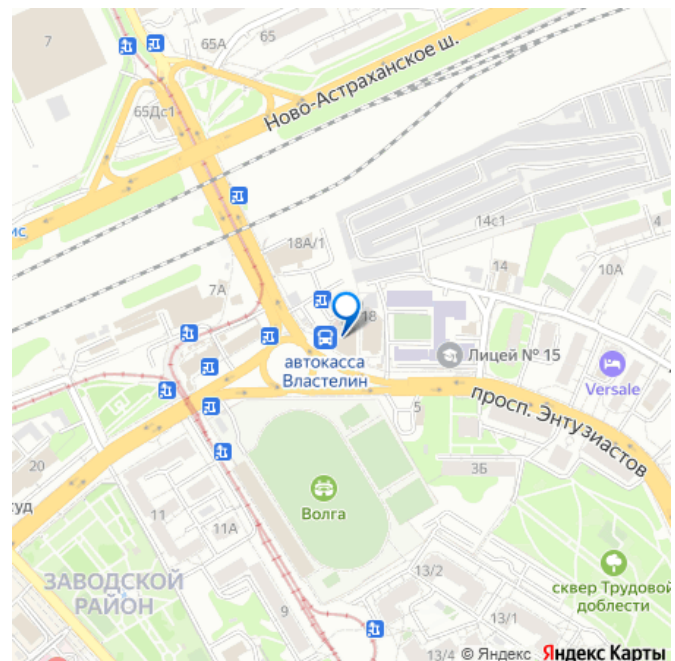 7
65А
65
Ново-Астраханское ш.
65Дс1
ис
14с1
4
18А/1
14
10А
7А
18
автокасса
Властелин
Лицей № 15
Versale
просп. Энтузиастов
5
20
суд
3Б
Волга
11
11А
ЗАВОДСКОЙ
РАЙОН
13/2
сквер Трудовой
доблести
9
13/1
13/4
© Яндекс
Яндекс Карты